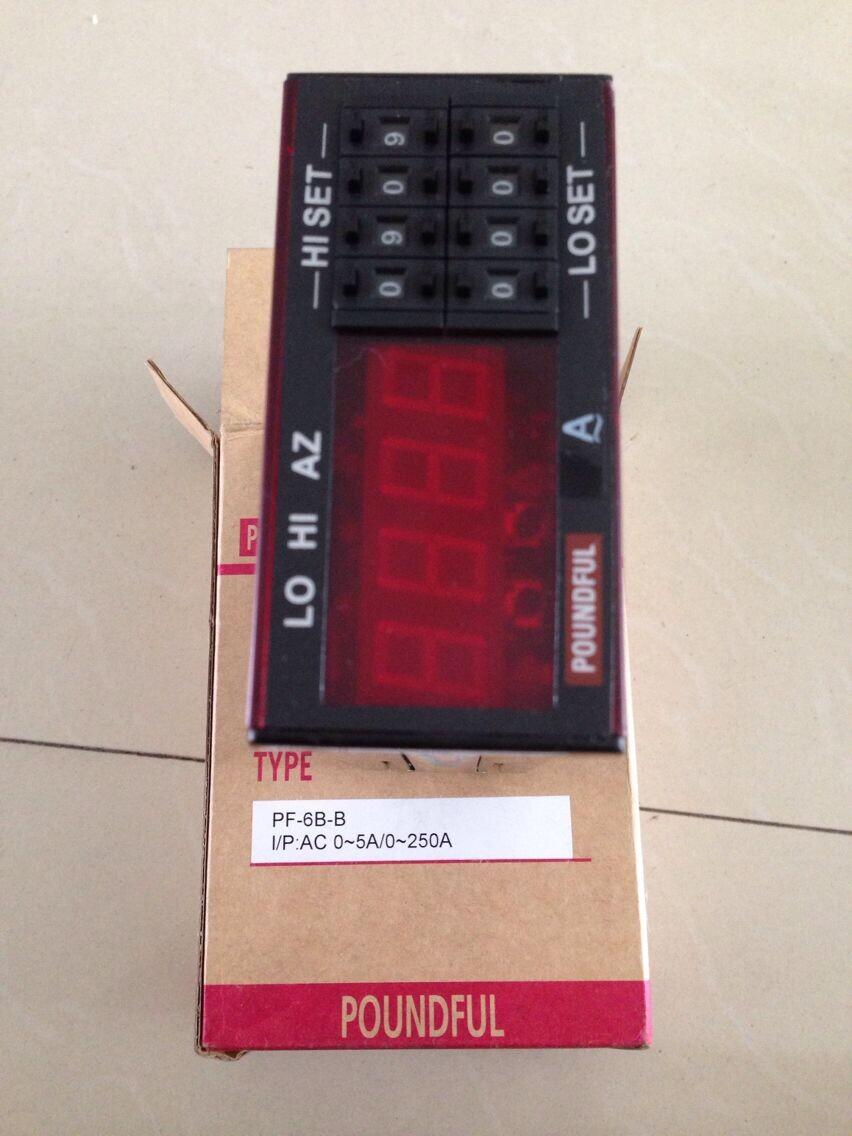 LO HI AZ
HI SET
0 9 0 9
0 0 0 0
POUNDFUL
A
LO SET
P
TYPE
PF-6B-B
I/P:AC 0~5A/0~250A
POUNDFUL